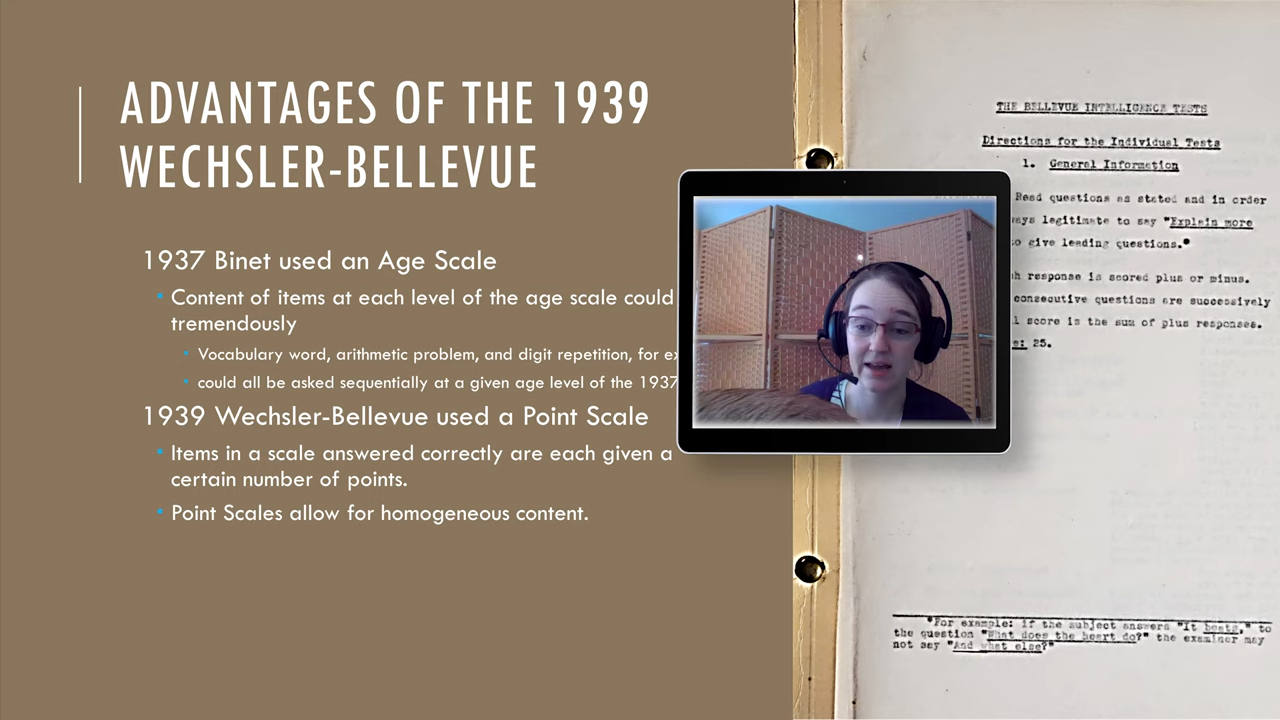 ADVANTAGES OF THE 1939
WECHSLER-BELLEVUE
1937 Binet used an Age Scale
Content of items at each level of the age scale could
tremendously
Vocabulary word, arithmetic problem, and digit repetition, for
could all be asked sequentially at a given age level of the 1937
1939 Wechsler-Bellevue used a Point Scale
Items in a scale answered correctly are each given a
certain number of points.
Point Scales allow for homogeneous content.
THE BELLEVUE INTELLIGENCE TESTS
Directions for the Individual Tests
1. General Information
Read questions as stated and in order
legitimate to say "Explain more
to give leading questions.*
response is scored plus or minus.
consecutive questions are successively
score is the sum of plus responses.
25.
*For example: if the subject answers "It beats," to
the question "What does the heart do?" the examiner may
not say "And what else?"